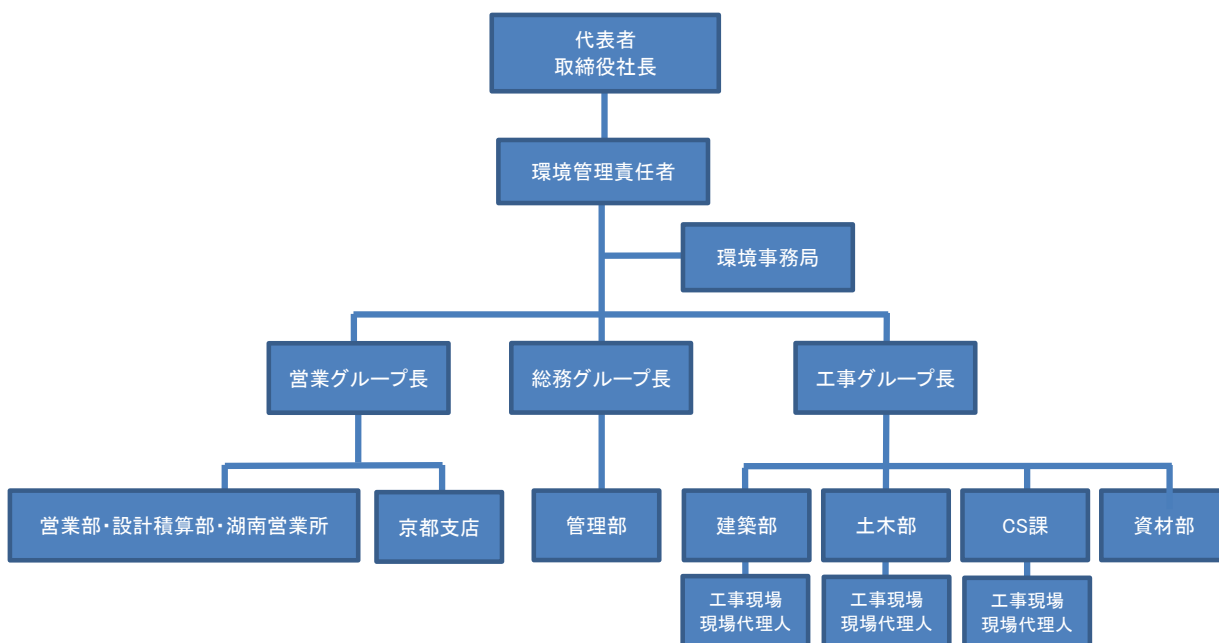 代表者
取締役社長
環境管理責任者
環境事務局
営業グループ長
総務グループ長
工事グループ長
営業部・設計積算部・湖南営業所
京都支店
管理部
建築部
土木部
CS課
資材部
工事現場
現場代理人
工事現場
現場代理人
工事現場
現場代理人